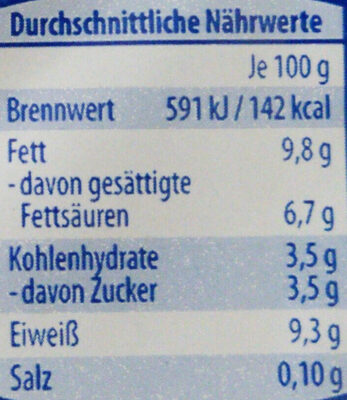 Durchschnittliche Nährwerte
Je 100 g
Brennwert 591 kJ / 142 kcal
Fett 9,8 g
- davon gesättigte
Fettsäuren 6,7 g
Kohlenhydrate 3,5 g
- davon Zucker 3,5 g
Eiweiß 9,3 g
Salz 0,10 g